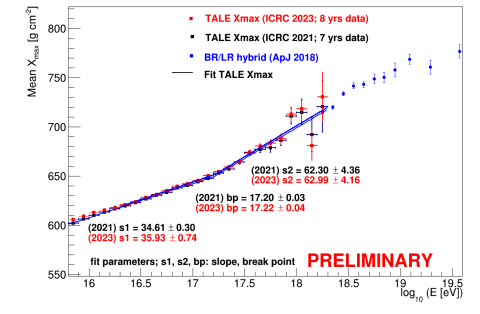 Mean Xmax [g cm-2]
TALE Xmax (ICRC 2023; 8 yrs data)
TALE Xmax (ICRC 2021; 7 yrs data)
BR/LR hybrid (ApJ 2018)
Fit TALE Xmax
800
750
700
650
600
550
(2021) s2 = 62.30 ± 4.36
(2023) s2 = 62.99 ± 4.16
(2021) bp = 17.20 ± 0.03
(2023) bp = 17.22 ± 0.04
(2021) s1 = 34.61 ± 0.30
(2023) s1 = 35.93 ± 0.74
fit parameters; s1, s2, bp: slope, break point
PRELIMINARY
16 16.5 17 17.5 18 18.5 19 19.5
log10 (E [eV])